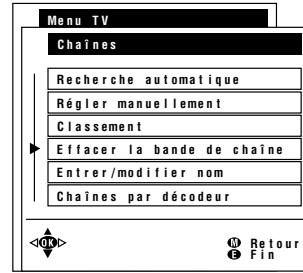 Menu TV
Chaînes
Recherche automatique
Régler manuellement
Classement
Effacer la bande de chaîne
Entrer/modifier nom
Chaînes par décodeur
OK
M Retour
E Fin